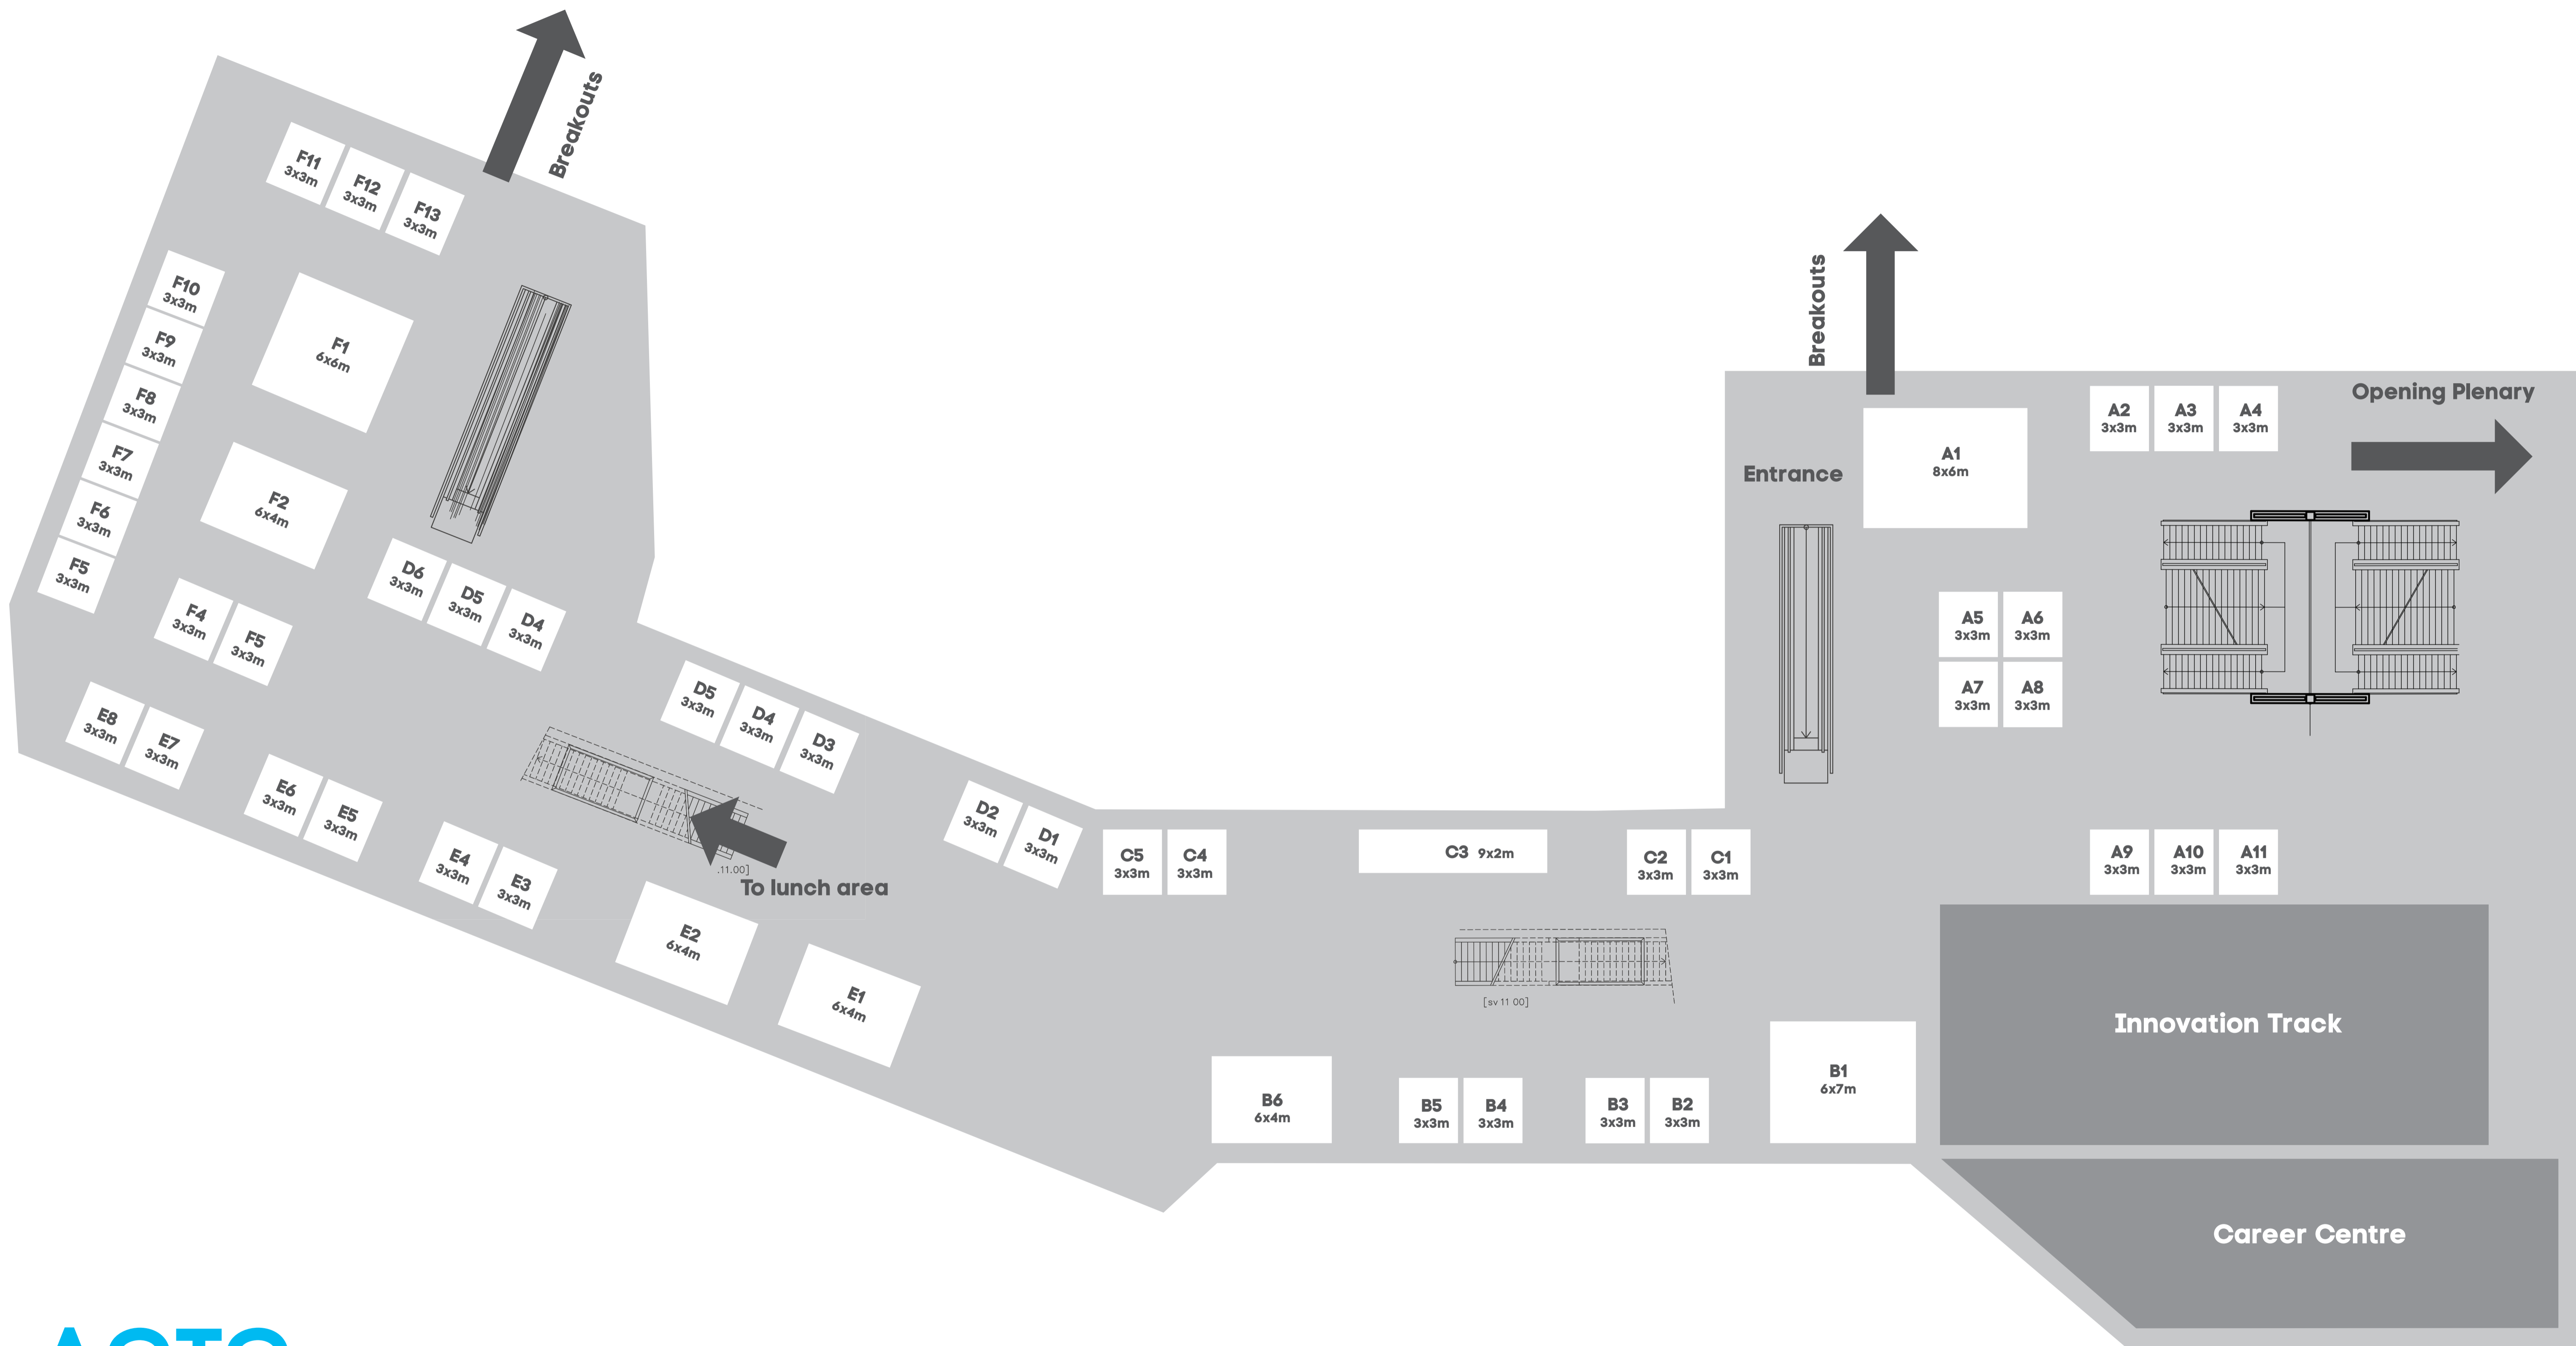 Breakouts
F11
3x3m
F12
3x3m
F13
3x3m
F10
3x3m
F9
3x3m
F8
3x3m
F7
3x3m
F6
3x3m
F5
3x3m
F1
6x6m
F2
6x4m
F4
3x3m
F5
3x3m
D6
3x3m
D5
3x3m
D4
3x3m
E8
3x3m
E7
3x3m
E6
3x3m
E5
3x3m
E4
3x3m
E3
3x3m
E2
6x4m
E1
6x4m
D5
3x3m
D4
3x3m
D3
3x3m
.11.00]
To lunch area
D2
3x3m
D1
3x3m
C5
3x3m
C4
3x3m
C3 9x2m
C2
3x3m
C1
3x3m
[sv 11 00]
B6
6x4m
B5
3x3m
B4
3x3m
B3
3x3m
B2
3x3m
B1
6x7m
Breakouts
Entrance
A1
8x6m
A2
3x3m
A3
3x3m
A4
3x3m
Opening Plenary
A5
3x3m
A6
3x3m
A7
3x3m
A8
3x3m
A9
3x3m
A10
3x3m
A11
3x3m
Innovation Track
Career Centre